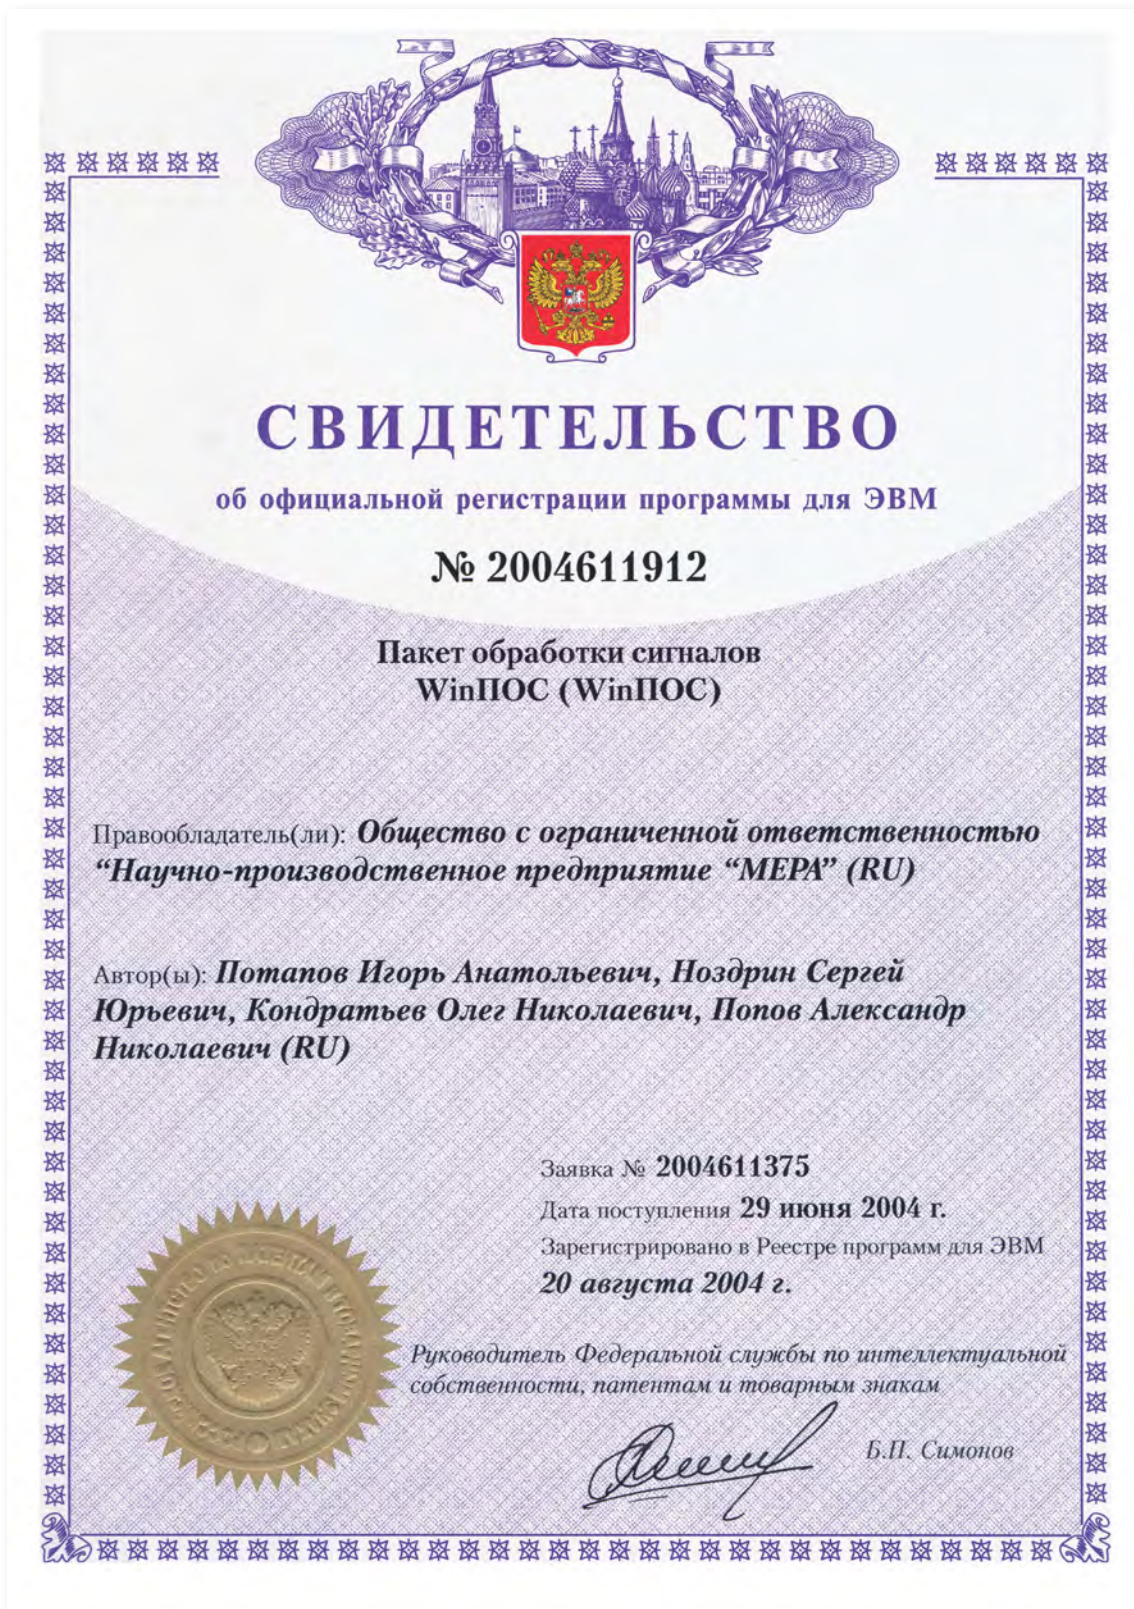 СВИДЕТЕЛЬСТВО
об официальной регистрации программы для ЭВМ
№ 2004611912
Пакет обработки сигналов
WinПОС (WinПОС)
Правообладатель(ли): Общество с ограниченной ответственностью
“Научно-производственное предприятие “МЕРА” (RU)
Автор(ы): Потапов Игорь Анатольевич, Ноздрин Сергей
Юрьевич, Кондратьев Олег Николаевич, Попов Александр
Николаевич (RU)
Заявка № 2004611375
Дата поступления 29 июня 2004 г.
Зарегистрировано в Реестре программ для ЭВМ
20 августа 2004 г.
Руководитель Федеральной службы по интеллектуальной
собственности, патентам и товарным знакам
Б.П. Симонов